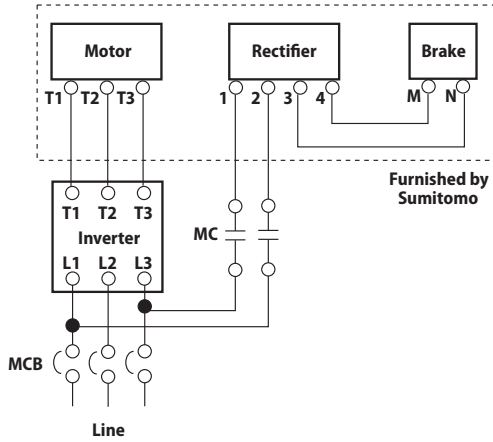 Motor Rectifier Brake
T1 T2 T3 1 2 3 4 M N
Furnished by
Sumitomo
T1 T2 T3
Inverter
MC
L1 L2 L3
MCB
Line